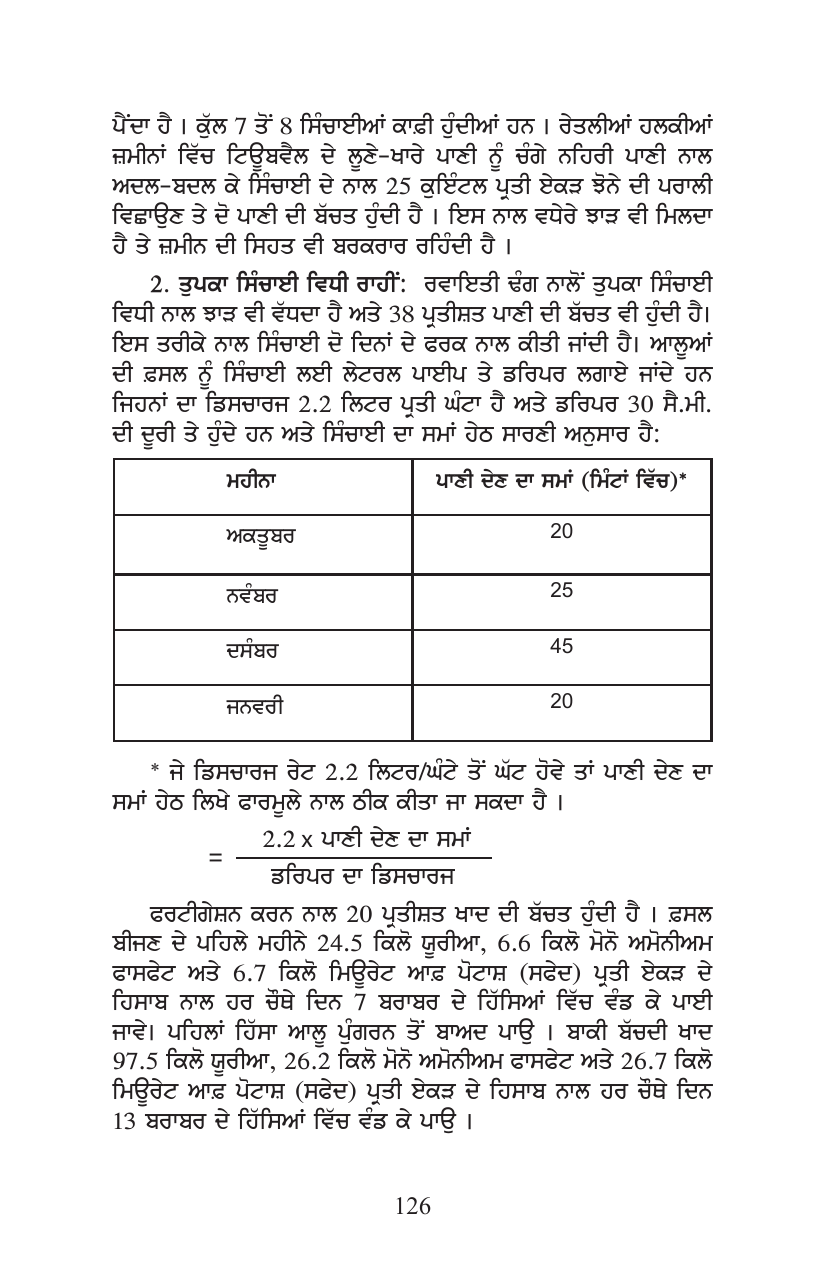 ਪੈਂਦਾ ਹੈ । ਕੁੱਲ 7 ਤੋਂ 8 ਸਿੰਚਾਈਆਂ ਕਾਫ਼ੀ ਹੁੰਦੀਆਂ ਹਨ । ਰੇਤਲੀਆਂ ਹਲਕੀਆਂ
ਜ਼ਮੀਨਾਂ ਵਿੱਚ ਟਿਊਬਵੈਲ ਦੇ ਲੂਣੇ-ਖਾਰੇ ਪਾਣੀ ਨੂੰ ਚੰਗੇ ਨਹਿਰੀ ਪਾਣੀ ਨਾਲ
ਅਦਲ-ਬਦਲ ਕੇ ਸਿੰਚਾਈ ਦੇ ਨਾਲ 25 ਕੁਇੰਟਲ ਪ੍ਰਤੀ ਏਕੜ ਝੋਨੇ ਦੀ ਪਰਾਲੀ
ਵਿਛਾਉਣ ਤੇ ਦੋ ਪਾਣੀ ਦੀ ਬੱਚਤ ਹੁੰਦੀ ਹੈ । ਇਸ ਨਾਲ ਵਧੇਰੇ ਝਾੜ ਵੀ ਮਿਲਦਾ
ਹੈ ਤੇ ਜ਼ਮੀਨ ਦੀ ਸਿਹਤ ਵੀ ਬਰਕਰਾਰ ਰਹਿੰਦੀ ਹੈ ।
2. ਤੁਪਕਾ ਸਿੰਚਾਈ ਵਿਧੀ ਰਾਹੀਂ: ਰਵਾਇਤੀ ਢੰਗ ਨਾਲੋਂ ਤੁਪਕਾ ਸਿੰਚਾਈ
ਵਿਧੀ ਨਾਲ ਝਾੜ ਵੀ ਵੱਧਦਾ ਹੈ ਅਤੇ 38 ਪ੍ਰਤੀਸ਼ਤ ਪਾਣੀ ਦੀ ਬੱਚਤ ਵੀ ਹੁੰਦੀ ਹੈ।
ਇਸ ਤਰੀਕੇ ਨਾਲ ਸਿੰਚਾਈ ਦੋ ਦਿਨਾਂ ਦੇ ਫਰਕ ਨਾਲ ਕੀਤੀ ਜਾਂਦੀ ਹੈ। ਆਲੂਆਂ
ਦੀ ਫ਼ਸਲ ਨੂੰ ਸਿੰਚਾਈ ਲਈ ਲੇਟਰਲ ਪਾਈਪ ਤੇ ਡਰਿਪਰ ਲਗਾਏ ਜਾਂਦੇ ਹਨ
ਜਿਹਨਾਂ ਦਾ ਡਿਸਚਾਰਜ 2.2 ਲਿਟਰ ਪ੍ਰਤੀ ਘੰਟਾ ਹੈ ਅਤੇ ਡਰਿਪਰ 30 ਸੈ.ਮੀ.
ਦੀ ਦੂਰੀ ਤੇ ਹੁੰਦੇ ਹਨ ਅਤੇ ਸਿੰਚਾਈ ਦਾ ਸਮਾਂ ਹੇਠ ਸਾਰਣੀ ਅਨੁਸਾਰ ਹੈ:
ਮਹੀਨਾ ਪਾਣੀ ਦੇਣ ਦਾ ਸਮਾਂ (ਮਿੰਟਾਂ ਵਿੱਚ)*
ਅਕਤੂਬਰ 20
ਨਵੰਬਰ 25
ਦਸੰਬਰ 45
ਜਨਵਰੀ 20
* ਜੇ ਡਿਸਚਾਰਜ ਰੇਟ 2.2 ਲਿਟਰ/ਘੰਟੇ ਤੋਂ ਘੱਟ ਹੋਵੇ ਤਾਂ ਪਾਣੀ ਦੇਣ ਦਾ
ਸਮਾਂ ਹੇਠ ਲਿਖੇ ਫਾਰਮੂਲੇ ਨਾਲ ਠੀਕ ਕੀਤਾ ਜਾ ਸਕਦਾ ਹੈ ।
2.2 x ਪਾਣੀ ਦੇਣ ਦਾ ਸਮਾਂ
=
ਡਰਿਪਰ ਦਾ ਡਿਸਚਾਰਜ
ਫਰਟੀਗੇਸ਼ਨ ਕਰਨ ਨਾਲ 20 ਪ੍ਰਤੀਸ਼ਤ ਖਾਦ ਦੀ ਬੱਚਤ ਹੁੰਦੀ ਹੈ । ਫ਼ਸਲ
ਬੀਜਣ ਦੇ ਪਹਿਲੇ ਮਹੀਨੇ 24.5 ਕਿਲੋ ਯੂਰੀਆ, 6.6 ਕਿਲੋ ਮੋਨੋ ਅਮੋਨੀਅਮ
ਫਾਸਫੇਟ ਅਤੇ 6.7 ਕਿਲੋ ਮਿਊਰੇਟ ਆਫ਼ ਪੋਟਾਸ਼ (ਸਫੇਦ) ਪ੍ਰਤੀ ਏਕੜ ਦੇ
ਹਿਸਾਬ ਨਾਲ ਹਰ ਚੌਥੇ ਦਿਨ 7 ਬਰਾਬਰ ਦੇ ਹਿੱਸਿਆਂ ਵਿੱਚ ਵੰਡ ਕੇ ਪਾਈ
ਜਾਵੇ। ਪਹਿਲਾਂ ਹਿੱਸਾ ਆਲੂ ਪੁੰਗਰਨ ਤੋਂ ਬਾਅਦ ਪਾਉ । ਬਾਕੀ ਬੱਚਦੀ ਖਾਦ
97.5 ਕਿਲੋ ਯੂਰੀਆ, 26.2 ਕਿਲੋ ਮੋਨੋ ਅਮੋਨੀਅਮ ਫਾਸਫੇਟ ਅਤੇ 26.7 ਕਿਲੋ
ਮਿਊਰੇਟ ਆਫ਼ ਪੋਟਾਸ਼ (ਸਫੇਦ) ਪ੍ਰਤੀ ਏਕੜ ਦੇ ਹਿਸਾਬ ਨਾਲ ਹਰ ਚੌਥੇ ਦਿਨ
13 ਬਰਾਬਰ ਦੇ ਹਿੱਸਿਆਂ ਵਿੱਚ ਵੰਡ ਕੇ ਪਾਉ ।
126